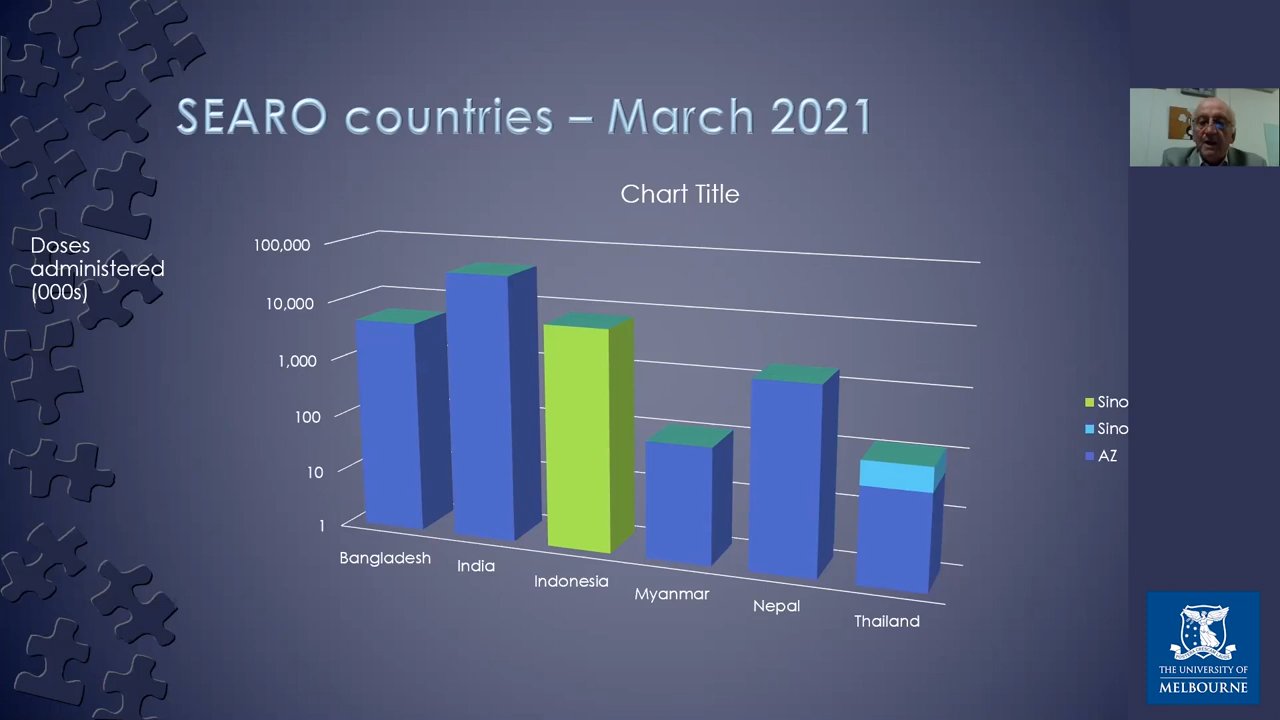 SEARO countries – March 2021
Chart Title
Doses
administered
(000s)
100,000
10,000
1,000
100
10
1
Bangladesh
India
Indonesia
Myanmar
Nepal
Thailand
Sino
Sino
AZ
THE UNIVERSITY OF
MELBOURNE